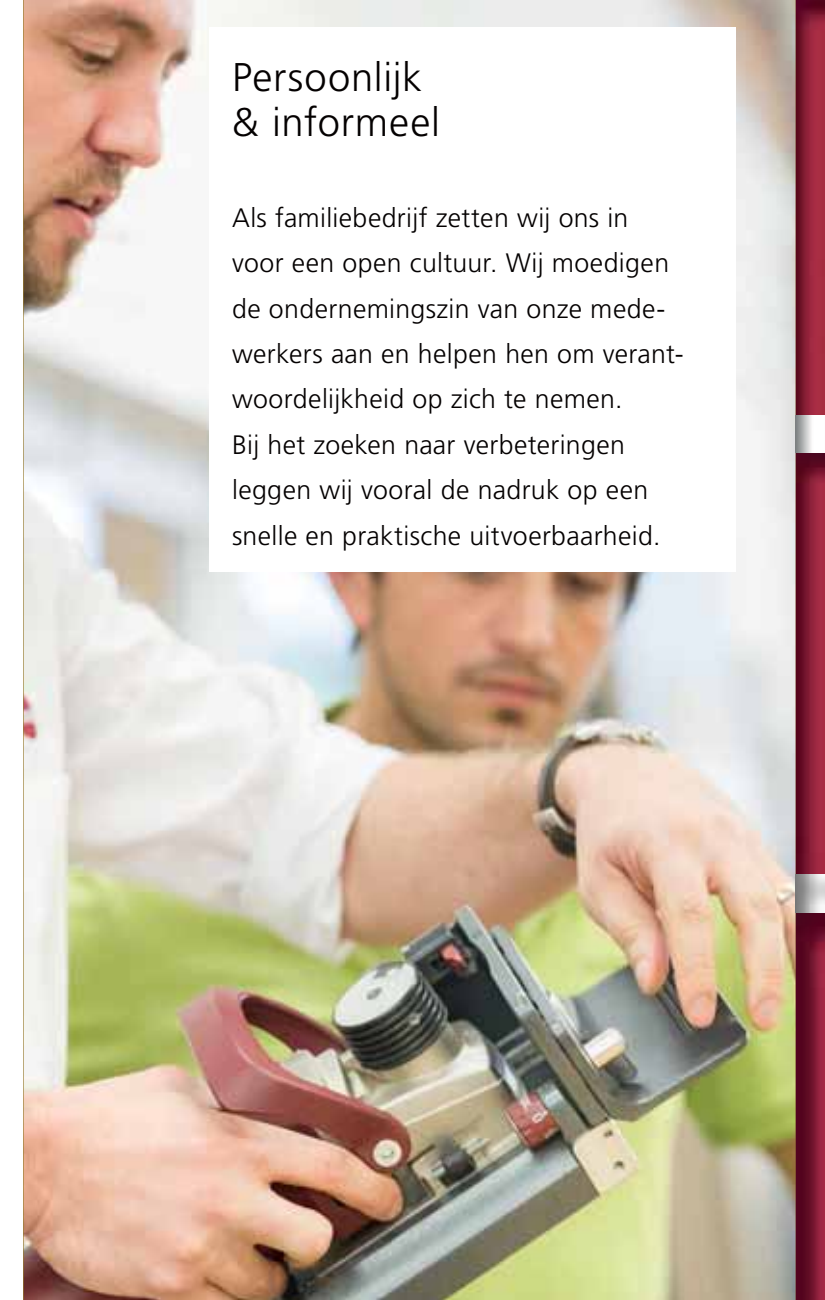 Persoonlijk
& informeel
Als familiebedrijf zetten wij ons in
voor een open cultuur. Wij moedigen
de ondernemingszin van onze mede-
werkers aan en helpen hen om verant-
woordelijkheid op zich te nemen.
Bij het zoeken naar verbeteringen
leggen wij vooral de nadruk op een
snelle en praktische uitvoerbaarheid.